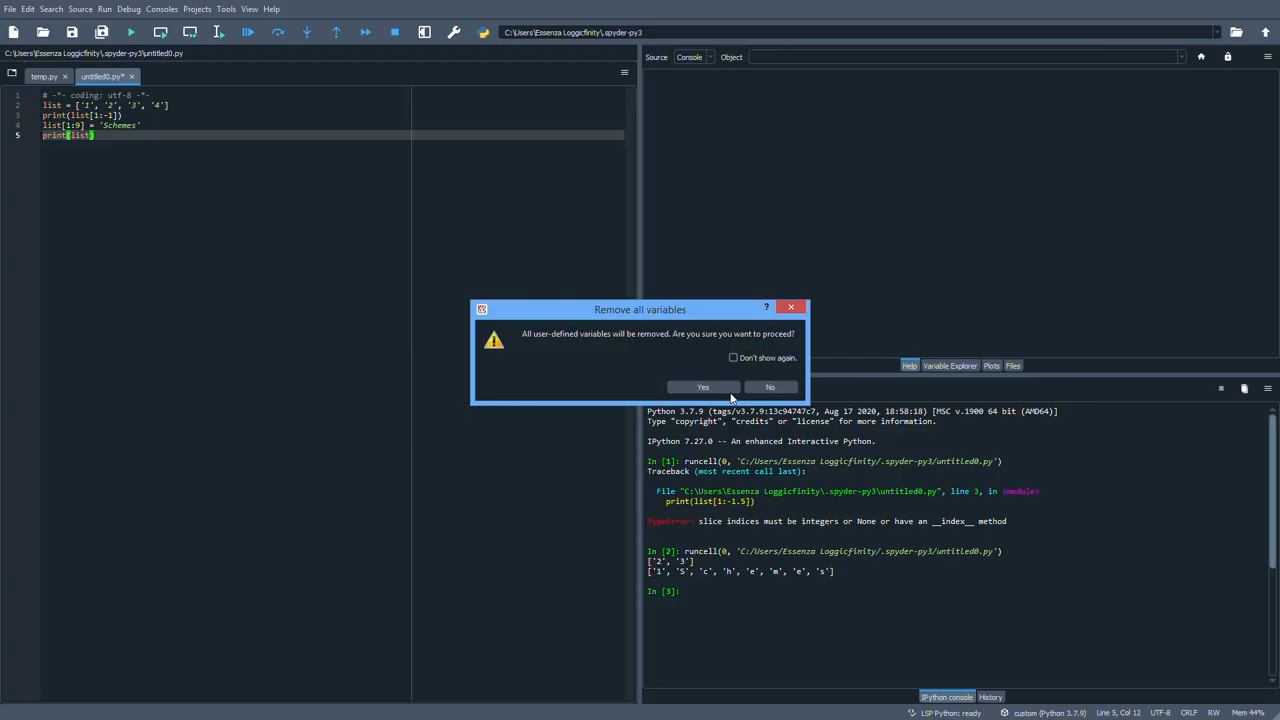 File Edit Search Source Run Debug Consoles Projects Tools View Help
C:\Users\Essenza Loggicfinity\.spyder-py3
C:\Users\Essenza Loggicfinity\.spyder-py3\untitled0.py
temp.py untitled0.py*
1 # -*- coding: utf-8 -*-
2 list = ['1', '2', '3', '4']
3 print(list[1:-1])
4 list[1:9] = 'Schemes'
5 print(list)
Source Console Object
Remove all variables ?
All user-defined variables will be removed. Are you sure you want to proceed?
Don't show again.
Yes No
Help Variable Explorer Plots Files
Python 3.7.9 (tags/v3.7.9:13c94747c7, Aug 17 2020, 18:58:18) [MSC v.1900 64 bit (AMD64)]
Type "copyright", "credits" or "license" for more information.
IPython 7.27.0 -- An enhanced Interactive Python.
In [1]: runcell(0, 'C:/Users/Essenza Loggicfinity/.spyder-py3/untitled0.py')
Traceback (most recent call last):
File "C:\Users\Essenza Loggicfinity\.spyder-py3\untitled0.py", line 3, in <module>
print(list[1:-1.5])
TypeError: slice indices must be integers or None or have an __index__ method
In [2]: runcell(0, 'C:/Users/Essenza Loggicfinity/.spyder-py3/untitled0.py')
['2', '3']
['1', 'S', 'c', 'h', 'e', 'm', 'e', 's']
In [3]:
IPython console History
LSP Python: ready custom (Python 3.7.9) Line 5, Col 12 UTF-8 CRLF RW Mem 44%